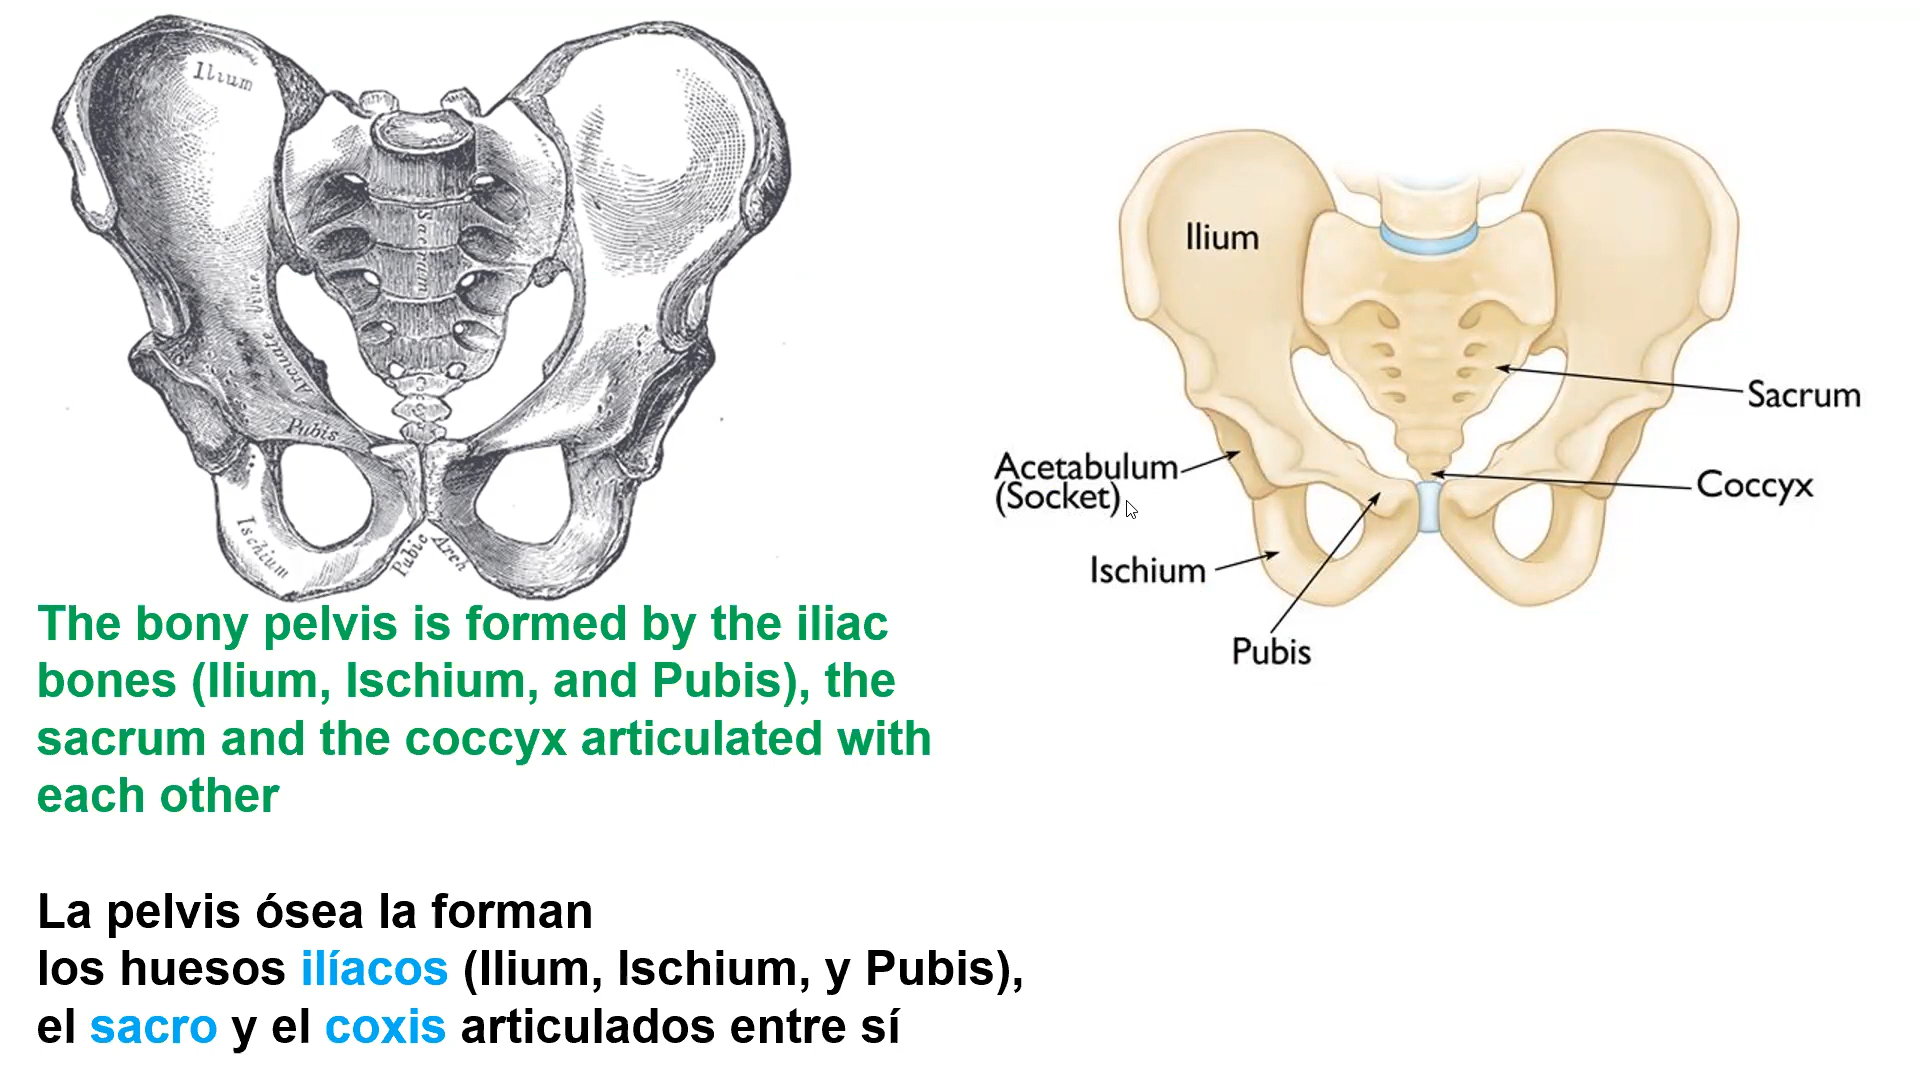 Ilium
Sacrum
Arcuate line
Pubis
Ischium
Pubic Arch
Ilium
Sacrum
Acetabulum
(Socket)
Coccyx
Ischium
Pubis
The bony pelvis is formed by the iliac
bones (Ilium, Ischium, and Pubis), the
sacrum and the coccyx articulated with
each other
La pelvis ósea la forman
los huesos ilíacos (Ilium, Ischium, y Pubis),
el sacro y el coxis articulados entre sí